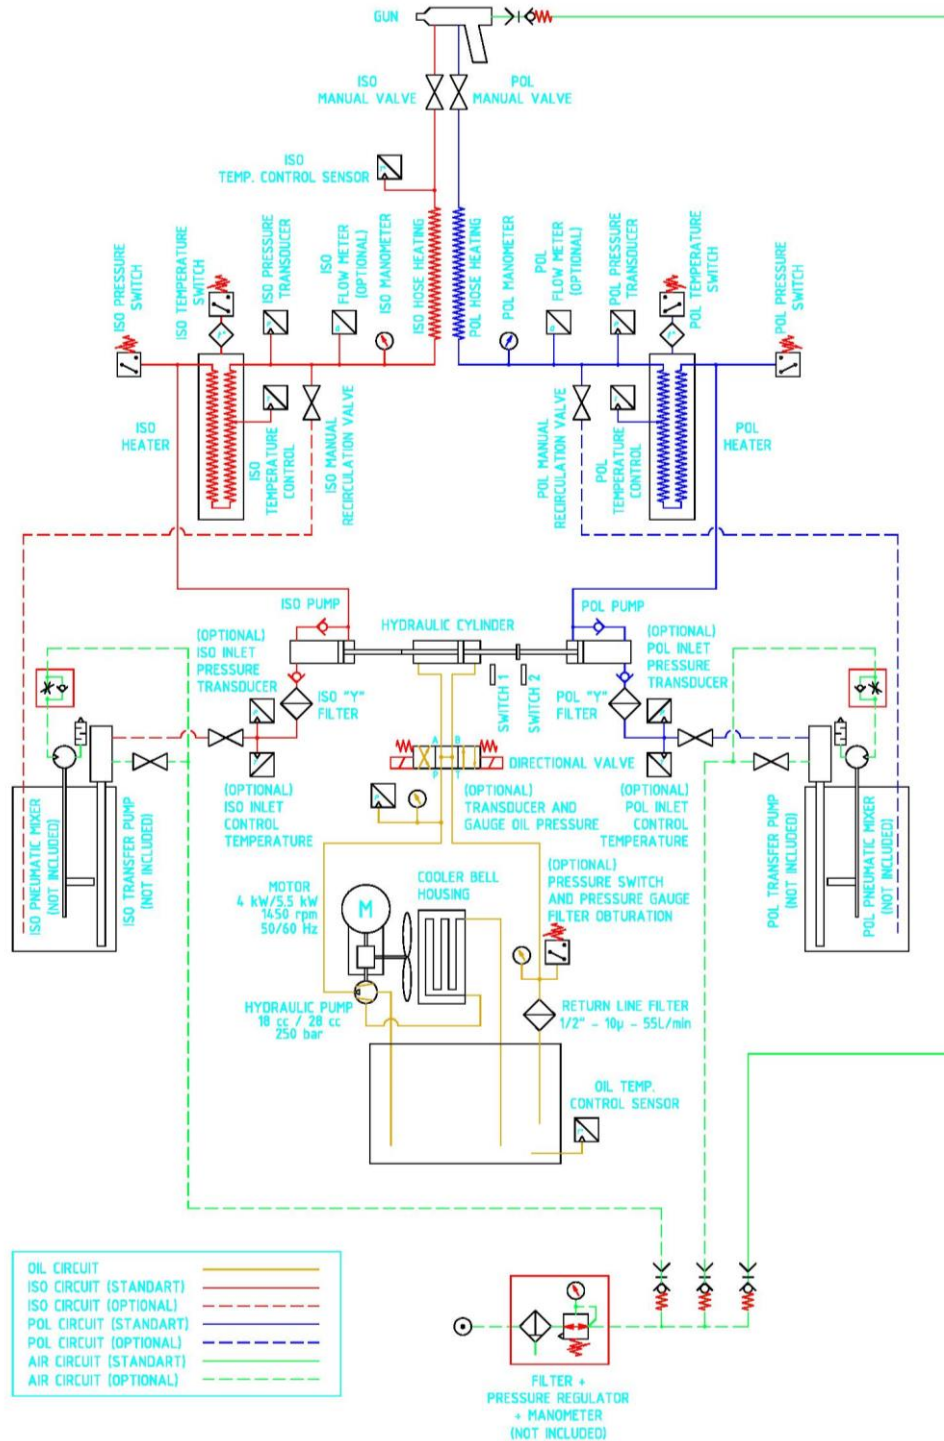 GUN
ISO
MANUAL VALVE
POL
MANUAL VALVE
ISO
TEMP. CONTROL SENSOR
ISO PRESSURE
SWITCH
ISO TEMPERATURE
SWITCH
ISO PRESSURE
TRANSDUCER
ISO
FLOW METER
(OPTIONAL)
ISO MANOMETER
ISO HOSE HEATING
POL HOSE HEATING
POL MANOMETER
POL
FLOW METER
(OPTIONAL)
POL PRESSURE
TRANSDUCER
POL TEMPERATURE
SWITCH
POL PRESSURE
SWITCH
ISO
HEATER
ISO
TEMPERATURE
CONTROL
ISO MANUAL
RECIRCULATION VALVE
POL MANUAL
RECIRCULATION VALVE
POL
TEMPERATURE
CONTROL
POL
HEATER
ISO PUMP
HYDRAULIC CYLINDER
POL PUMP
(OPTIONAL)
ISO INLET
PRESSURE
TRANSDUCER
ISO "Y"
FILTER
SWITCH 1
SWITCH 2
POL "Y"
FILTER
(OPTIONAL)
POL INLET
PRESSURE
TRANSDUCER
A B
P T
DIRECTIONAL VALVE
(OPTIONAL)
ISO INLET
CONTROL
TEMPERATURE
(OPTIONAL)
TRANSDUCER AND
GAUGE OIL PRESSURE
(OPTIONAL)
POL INLET
CONTROL
TEMPERATURE
ISO PNEUMATIC MIXER
(NOT INCLUDED)
ISO TRANSFER PUMP
(NOT INCLUDED)
POL TRANSFER PUMP
(NOT INCLUDED)
POL PNEUMATIC MIXER
(NOT INCLUDED)
MOTOR
4 kW/5.5 kW
1450 rpm
50/60 Hz
M
COOLER BELL
HOUSING
(OPTIONAL)
PRESSURE SWITCH
AND PRESSURE GAUGE
FILTER OBTURATION
HYDRAULIC PUMP
18 cc / 28 cc
250 bar
RETURN LINE FILTER
1/2" - 10µ - 55L/min
OIL TEMP.
CONTROL SENSOR
OIL CIRCUIT
ISO CIRCUIT (STANDART)
ISO CIRCUIT (OPTIONAL)
POL CIRCUIT (STANDART)
POL CIRCUIT (OPTIONAL)
AIR CIRCUIT (STANDART)
AIR CIRCUIT (OPTIONAL)
FILTER +
PRESSURE REGULATOR
+ MANOMETER
(NOT INCLUDED)